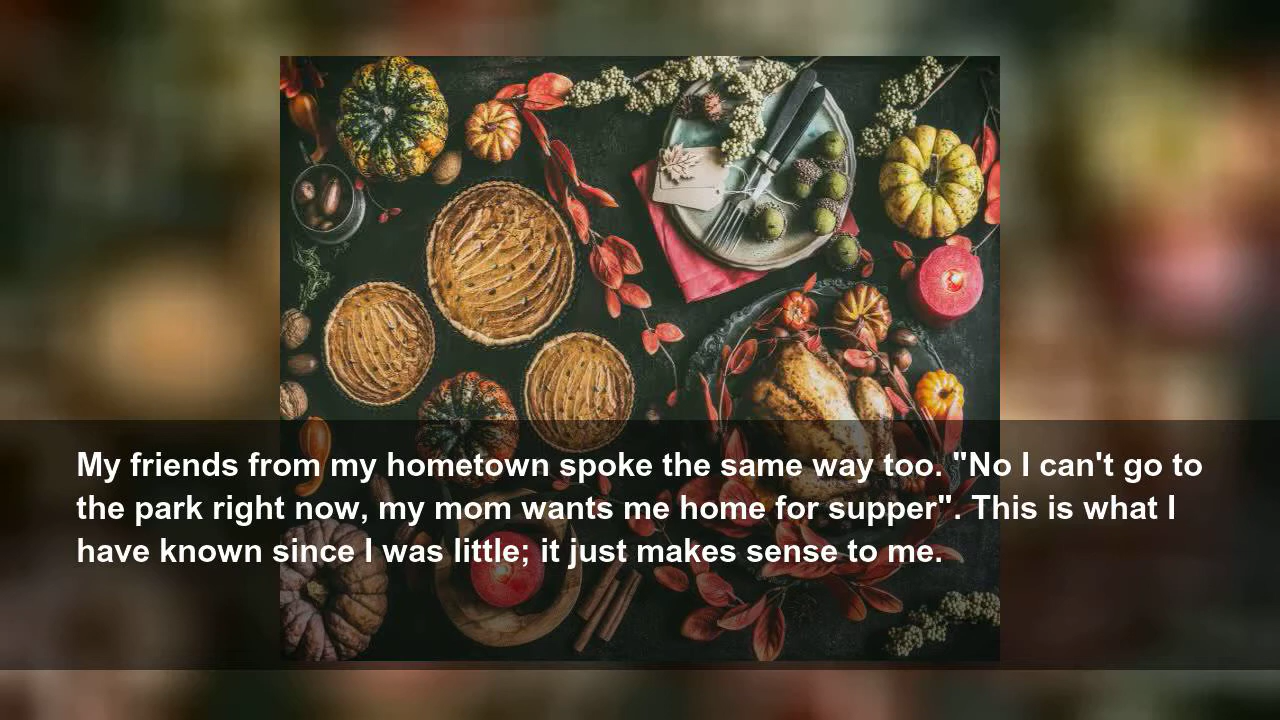 My friends from my hometown spoke the same way too. "No I can't go to
the park right now, my mom wants me home for supper". This is what I
have known since I was little; it just makes sense to me.